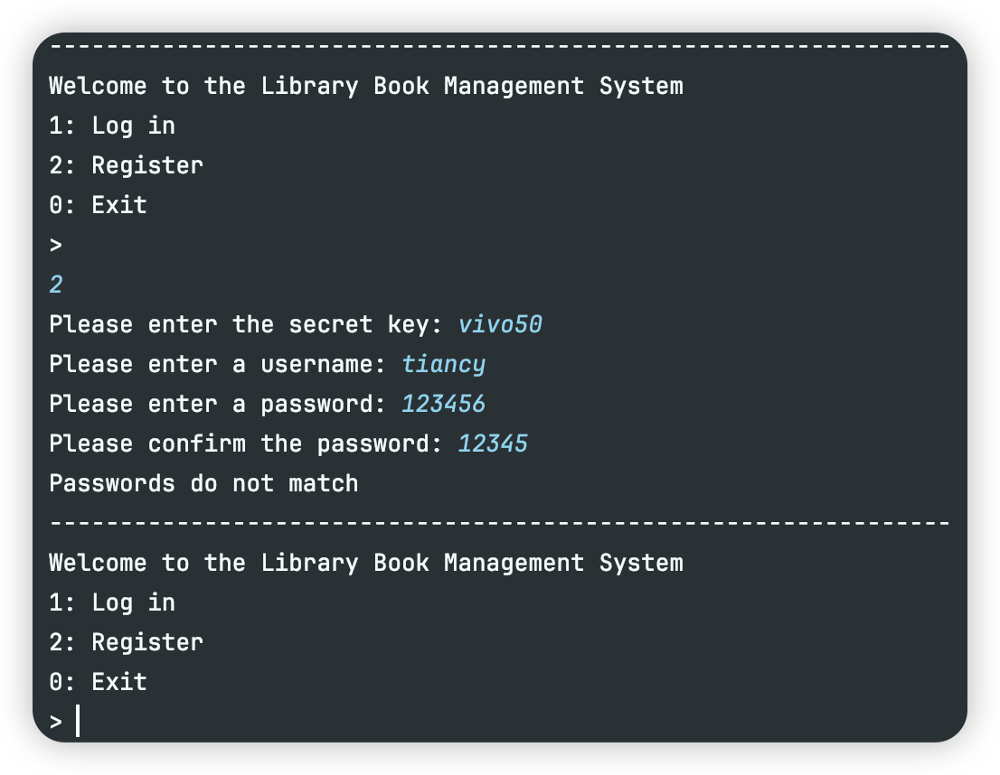 ----------------------------------------------------------------
Welcome to the Library Book Management System
1: Log in
2: Register
0: Exit
>
2
Please enter the secret key: vivo50
Please enter a username: tiancy
Please enter a password: 123456
Please confirm the password: 12345
Passwords do not match
----------------------------------------------------------------
Welcome to the Library Book Management System
1: Log in
2: Register
0: Exit
>